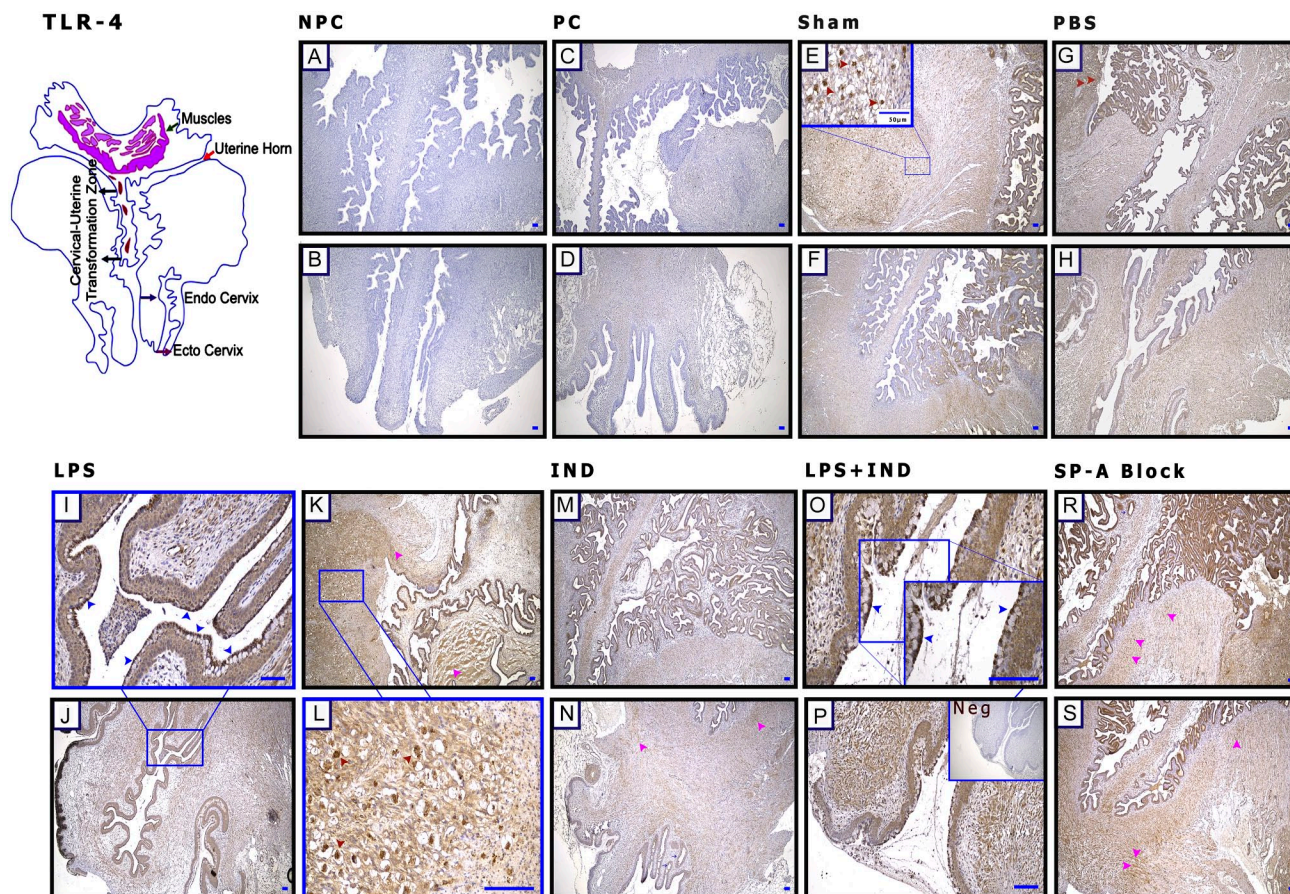 TLR-4
NPC
PC
Sham
PBS
A
C
E
50µm
G
Muscles
Uterine Horn
Cervical-Uterine
Transformation Zone
Endo Cervix
Ecto Cervix
B
D
F
H
LPS
IND
LPS+IND
SP-A Block
I
K
M
O
R
J
L
N
P
Neg
S